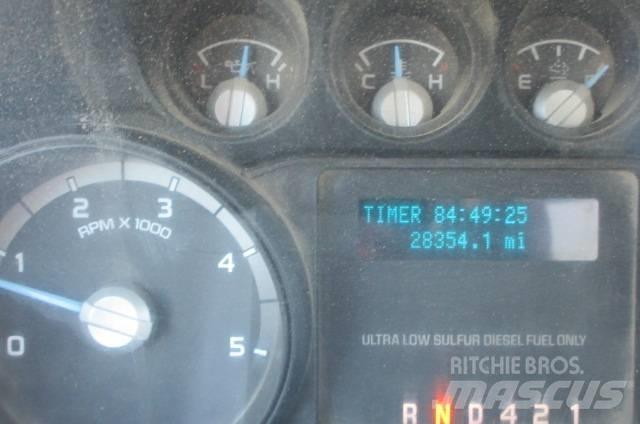 L H
C H
E F
TIMER 84:49:25
28354.1 mi
2 3
RPM X 1000
1 4
0 5
ULTRA LOW SULFUR DIESEL FUEL ONLY
RITCHIE BROS.
MASCUS
R N D 4 2 1